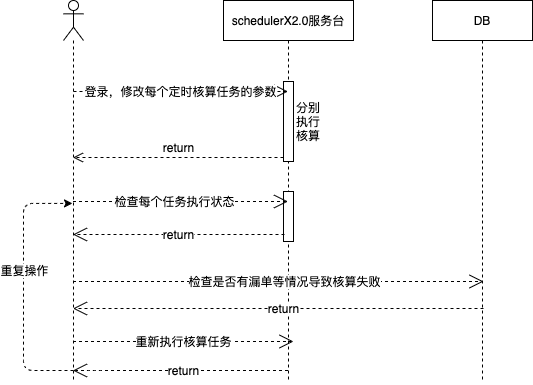 schedulerX2.0服务台
DB
登录，修改每个定时核算任务的参数
分别
执行
核算
return
检查每个任务执行状态
return
重复操作
检查是否有漏单等情况导致核算失败
return
重新执行核算任务
return